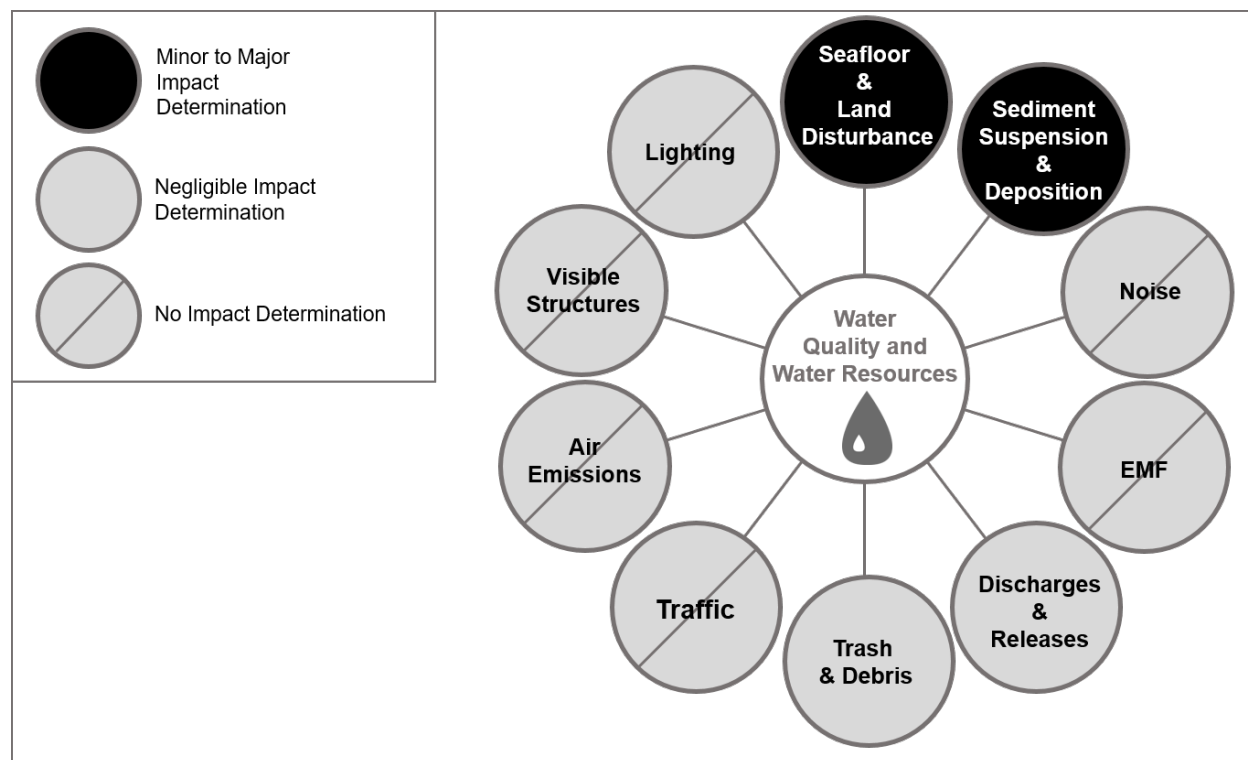 Minor to Major
Impact
Determination
Negligible Impact
Determination
No Impact Determination
Seafloor
&
Land
Disturbance
Sediment
Suspension
&
Deposition
Noise
EMF
Discharges
&
Releases
Trash
& Debris
Traffic
Air
Emissions
Visible
Structures
Lighting
Water
Quality and
Water Resources